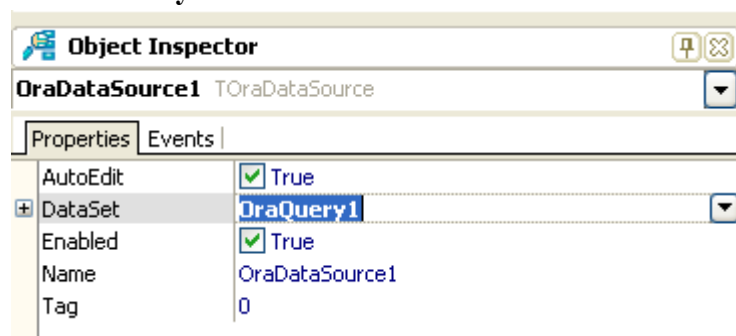 Object Inspector
OraDataSource1 TOraDataSource
Properties Events
AutoEdit True
DataSet OraQuery1
Enabled True
Name OraDataSource1
Tag 0